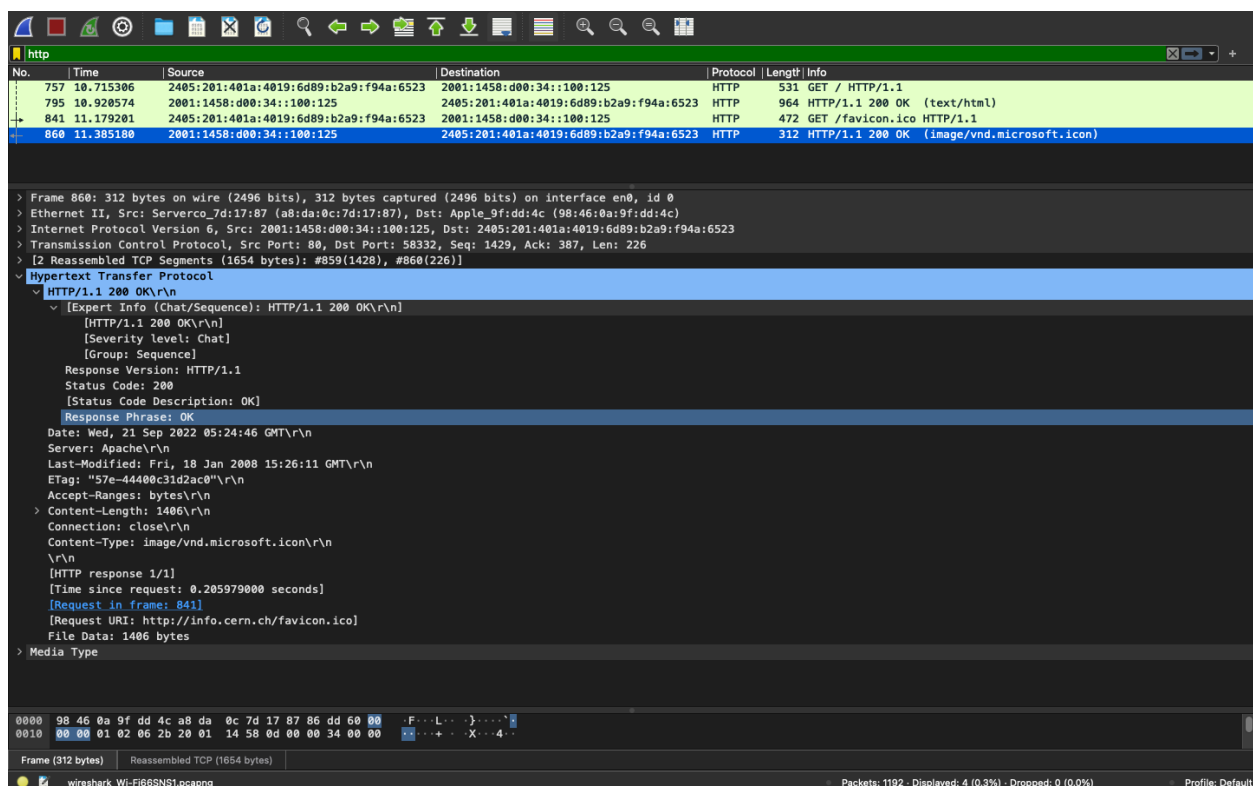 http
No. Time Source Destination Protocol Length Info
757 10.715306 2405:201:401a:4019:6d89:b2a9:f94a:6523 2001:1458:d00:34::100:125 HTTP 531 GET / HTTP/1.1
795 10.920574 2001:1458:d00:34::100:125 2405:201:401a:4019:6d89:b2a9:f94a:6523 HTTP 964 HTTP/1.1 200 OK (text/html)
841 11.179201 2405:201:401a:4019:6d89:b2a9:f94a:6523 2001:1458:d00:34::100:125 HTTP 472 GET /favicon.ico HTTP/1.1
860 11.385180 2001:1458:d00:34::100:125 2405:201:401a:4019:6d89:b2a9:f94a:6523 HTTP 312 HTTP/1.1 200 OK (image/vnd.microsoft.icon)
> Frame 860: 312 bytes on wire (2496 bits), 312 bytes captured (2496 bits) on interface en0, id 0
> Ethernet II, Src: Serverco_7d:17:87 (a8:da:0c:7d:17:87), Dst: Apple_9f:dd:4c (98:46:0a:9f:dd:4c)
> Internet Protocol Version 6, Src: 2001:1458:d00:34::100:125, Dst: 2405:201:401a:4019:6d89:b2a9:f94a:6523
> Transmission Control Protocol, Src Port: 80, Dst Port: 58332, Seq: 1429, Ack: 387, Len: 226
> [2 Reassembled TCP Segments (1654 bytes): #859(1428), #860(226)]
Hypertext Transfer Protocol
HTTP/1.1 200 OK\r\n
[Expert Info (Chat/Sequence): HTTP/1.1 200 OK\r\n]
[HTTP/1.1 200 OK\r\n]
[Severity level: Chat]
[Group: Sequence]
Response Version: HTTP/1.1
Status Code: 200
[Status Code Description: OK]
Response Phrase: OK
Date: Wed, 21 Sep 2022 05:24:46 GMT\r\n
Server: Apache\r\n
Last-Modified: Fri, 18 Jan 2008 15:26:11 GMT\r\n
ETag: "57e-44400c31d2ac0"\r\n
Accept-Ranges: bytes\r\n
> Content-Length: 1406\r\n
Connection: close\r\n
Content-Type: image/vnd.microsoft.icon\r\n
\r\n
[HTTP response 1/1]
[Time since request: 0.205979000 seconds]
[Request in frame: 841]
[Request URI: http://info.cern.ch/favicon.ico]
File Data: 1406 bytes
> Media Type
0000 98 46 0a 9f dd 4c a8 da 0c 7d 17 87 86 dd 60 00 ·F···L·· ·}····`·
0010 00 00 01 02 06 2b 20 01 14 58 0d 00 00 34 00 00 ·····+ · ·X···4··
Frame (312 bytes) Reassembled TCP (1654 bytes)
wireshark_Wi-Fi66SNS1.pcapng Packets: 1192 · Displayed: 4 (0.3%) · Dropped: 0 (0.0%) Profile: Default